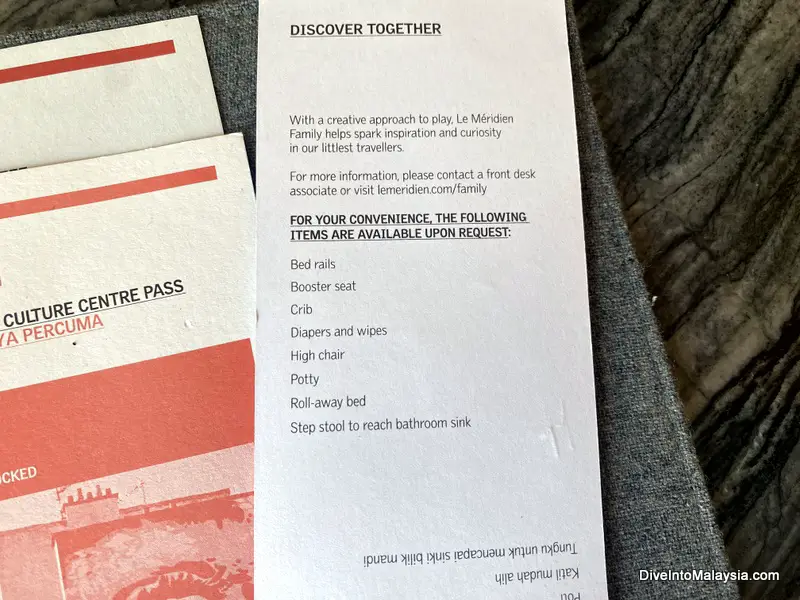 DISCOVER TOGETHER
With a creative approach to play, Le Méridien
Family helps spark inspiration and curiosity
in our littlest travellers.
For more information, please contact a front desk
associate or visit lemeridien.com/family
FOR YOUR CONVENIENCE, THE FOLLOWING
ITEMS ARE AVAILABLE UPON REQUEST:
Bed rails
Booster seat
Crib
Diapers and wipes
High chair
Potty
Roll-away bed
Step stool to reach bathroom sink
Tungku untuk mencapai sinki bilik mandi
Katil mudah alih
Poti
CULTURE CENTRE PASS
YA PERCUMA
OCKED
DiveIntoMalaysia.com